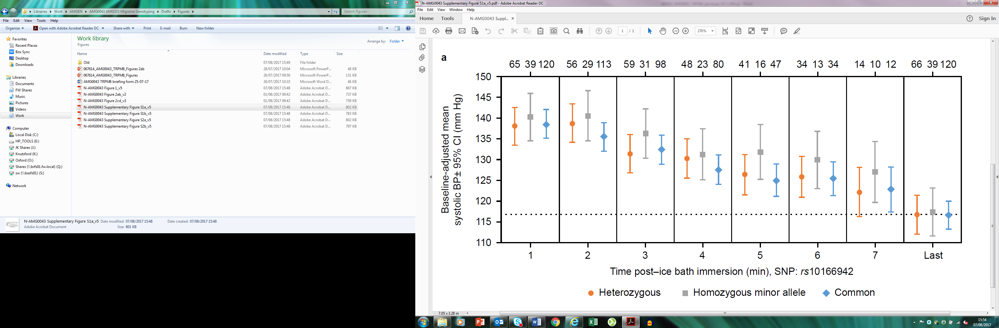 Libraries Work AMGEN AMG0043 AMG333 Migraine Genotyping Drafts Figures
Search Figures
File Edit View Tools Help
Organize Open with Adobe Acrobat Reader DC Share with Print E-mail Burn New folder
Favorites
Recent Places
Box Sync
Desktop
Downloads
Libraries
Documents
FW Shares
Music
Pictures
Videos
Work
Computer
Local Disk (C:)
HP_TOOLS (E:)
JK Shares (J:)
Knutsford (K:)
Oxford (O:)
Shares (\\brfs01.fw.local) (Q:)
sw (\\basfs01) (S:)
Network
Work library
Figures
Arrange by: Folder
Name Date modified Type Size
Old 07/08/2017 15:49 File folder
067614_AMG0043_TRPM8_Figures 2ab 28/07/2017 10:04 Microsoft PowerP... 48 KB
067614_AMG0043_TRPM8_Figures 26/07/2017 09:50 Microsoft PowerP... 131 KB
AMG0043 TRPM8 briefing form 25-07-17 26/07/2017 10:33 Microsoft Word D... 46 KB
N-AMG0043 Figure 1_v5 07/08/2017 15:48 Adobe Acrobat D... 867 KB
N-AMG0043 Figure 2ab_v2 01/08/2017 09:42 Adobe Acrobat D... 737 KB
N-AMG0043 Figure 2cd_v3 01/08/2017 09:42 Adobe Acrobat D... 759 KB
N-AMG0043 Supplementary Figure S1a_v5 07/08/2017 15:48 Adobe Acrobat D... 802 KB
N-AMG0043 Supplementary Figure S1b_v5 07/08/2017 15:48 Adobe Acrobat D... 783 KB
N-AMG0043 Supplementary Figure S2a_v5 07/08/2017 15:48 Adobe Acrobat D... 802 KB
N-AMG0043 Supplementary Figure S2b_v5 07/08/2017 15:48 Adobe Acrobat D... 797 KB
N-AMG0043 Supplementary Figure S1a_v5 Date modified: 07/08/2017 15:48 Date created: 07/08/2017 15:48
Adobe Acrobat Document Size: 801 KB
N-AMG0043 Supplementary Figure S1a_v5.pdf - Adobe Acrobat Reader DC
File Edit View Window Help
Home Tools N-AMG0043 Suppl... × Sign In
1 / 1 270%
a
65 39 120 56 29 113 59 31 98 48 23 80 41 16 47 34 13 34 14 10 12 66 39 120
150
145
140
135
130
125
120
115
110
Baseline-adjusted mean
systolic BP± 95% CI (mm Hg)
1 2 3 4 5 6 7 Last
Time post–ice bath immersion (min), SNP: rs10166942
Heterozygous Homozygous minor allele Common
7.05 x 3.28 in
15:54
07/08/2017